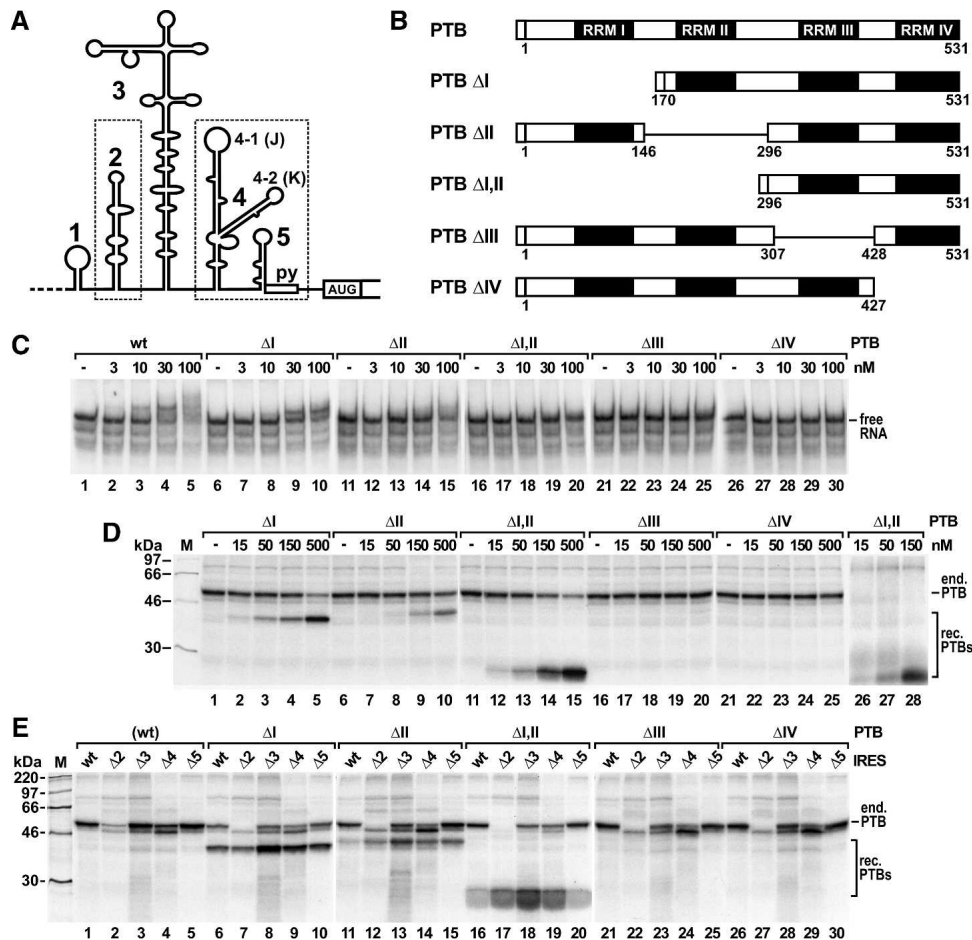 A
3
2
1
4-1 (J)
4-2 (K)
4
5
py
AUG
B
PTB RRM I RRM II RRM III RRM IV
1 531
PTB ΔI
170 531
PTB ΔII
1 146 296 531
PTB ΔI,II
296 531
PTB ΔIII
1 307 428 531
PTB ΔIV
1 427
C
wt ΔI ΔII ΔI,II ΔIII ΔIV PTB
- 3 10 30 100 - 3 10 30 100 - 3 10 30 100 - 3 10 30 100 - 3 10 30 100 - 3 10 30 100 nM
free
RNA
1 2 3 4 5 6 7 8 9 10 11 12 13 14 15 16 17 18 19 20 21 22 23 24 25 26 27 28 29 30
D
ΔI ΔII ΔI,II ΔIII ΔIV ΔI,II PTB
kDa M - 15 50 150 500 - 15 50 150 500 - 15 50 150 500 - 15 50 150 500 - 15 50 150 500 15 50 150 nM
97
66
46
30
end.
PTB
rec.
PTBs
1 2 3 4 5 6 7 8 9 10 11 12 13 14 15 16 17 18 19 20 21 22 23 24 25 26 27 28
E
(wt) ΔI ΔII ΔI,II ΔIII ΔIV PTB
kDa M wt Δ2 Δ3 Δ4 Δ5 wt Δ2 Δ3 Δ4 Δ5 wt Δ2 Δ3 Δ4 Δ5 wt Δ2 Δ3 Δ4 Δ5 wt Δ2 Δ3 Δ4 Δ5 wt Δ2 Δ3 Δ4 Δ5 IRES
220
97
66
46
30
end.
PTB
rec.
PTBs
1 2 3 4 5 6 7 8 9 10 11 12 13 14 15 16 17 18 19 20 21 22 23 24 25 26 27 28 29 30